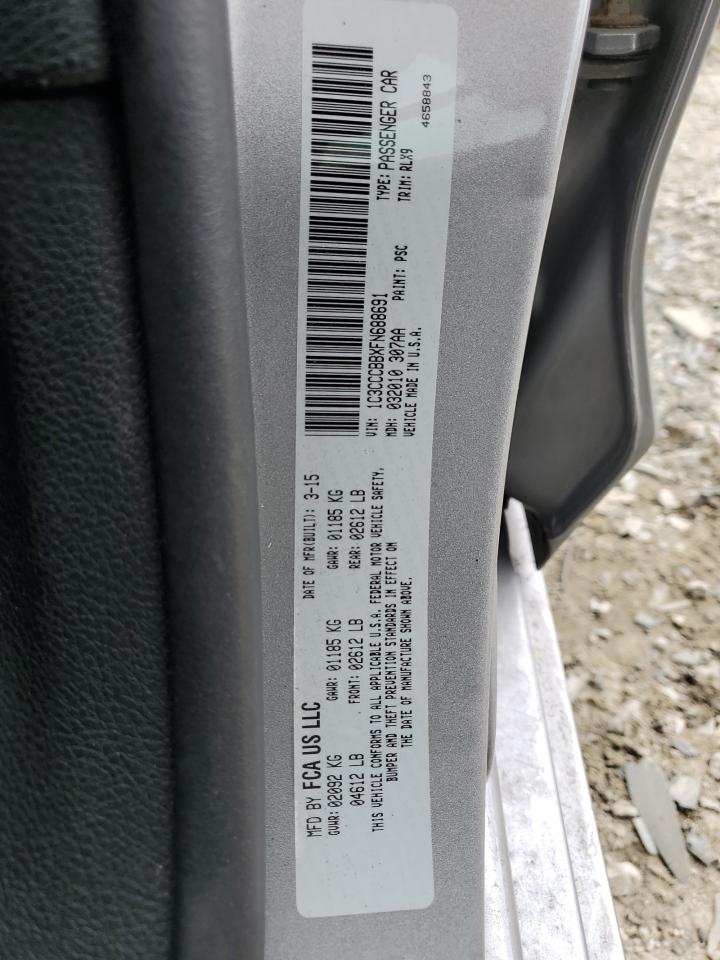 MFD BY FCA US LLC
DATE OF MFR(BUILT): 3-15
GVWR: 02092 KG GAWR: 01185 KG GAWR: 01185 KG
04612 LB FRONT: 02612 LB REAR: 02612 LB
THIS VEHICLE CONFORMS TO ALL APPLICABLE U.S.A. FEDERAL MOTOR VEHICLE SAFETY,
BUMPER AND THEFT PREVENTION STANDARDS IN EFFECT ON
THE DATE OF MANUFACTURE SHOWN ABOVE.
VIN: 1C3CCCBBXFN688691 TYPE: PASSENGER CAR
MDH: 032010 307AA PAINT: PSC TRIM: RLX9
VEHICLE MADE IN U.S.A.
4658843